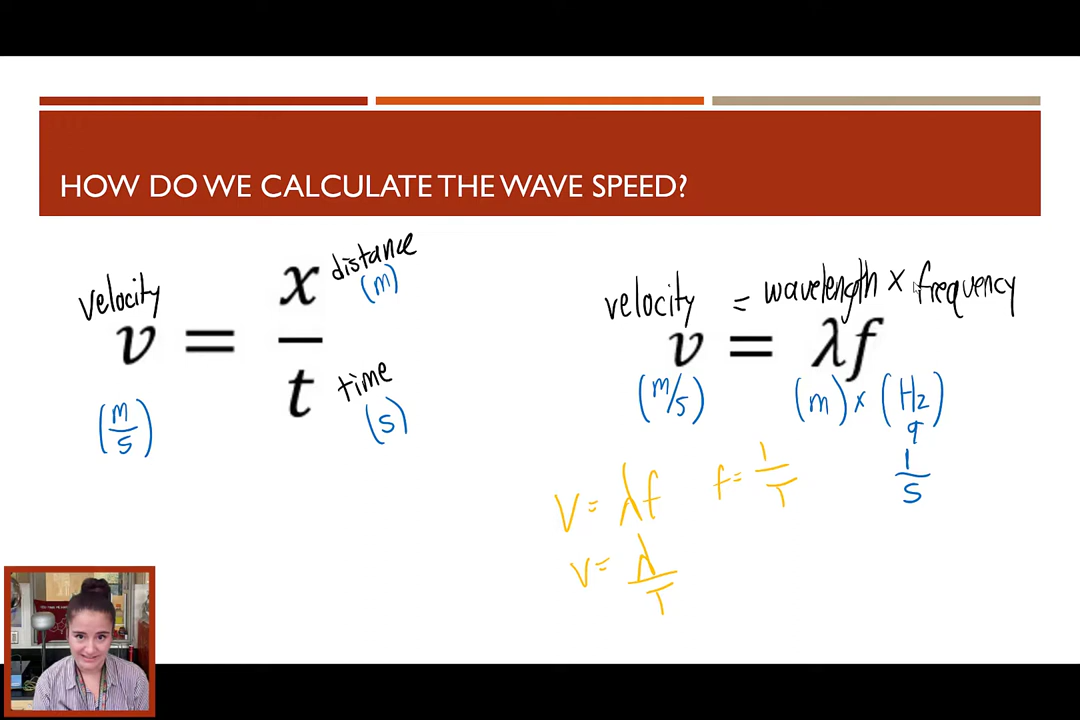 HOW DO WE CALCULATE THE WAVE SPEED?
velocity
v = x/t
distance
(m)
time
(s)
(m/s)
velocity = wavelength x frequency
v = λf
(m/s) (m) x (Hz)
1/s
V = λf f = 1/T
V = λ/T